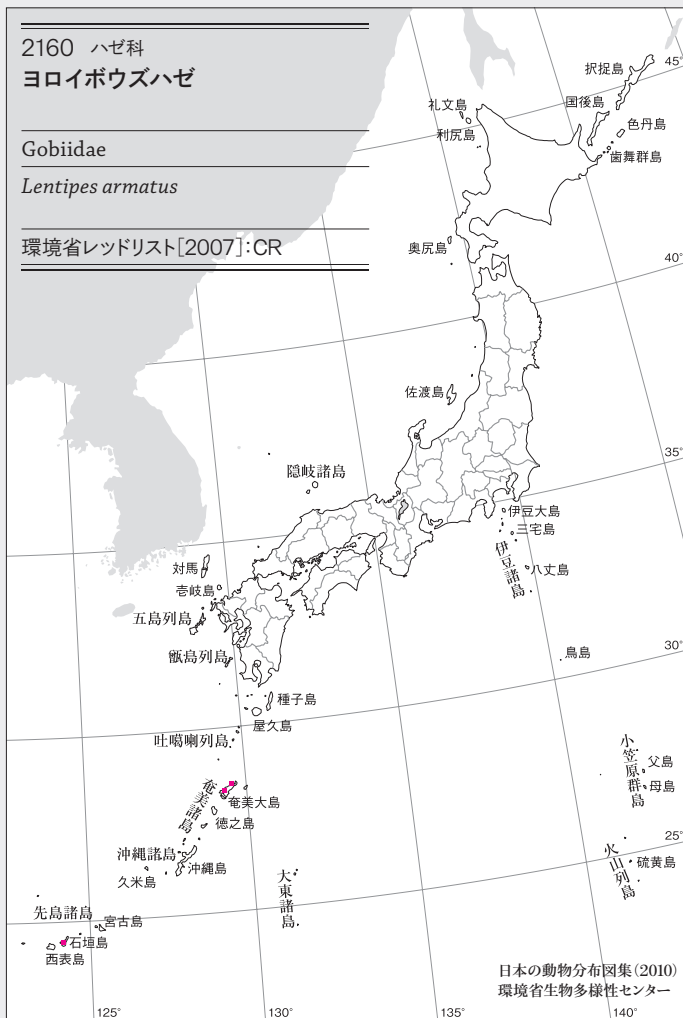 2160 ハゼ科
ヨロイボウズハゼ
Gobiidae
Lentipes armatus
環境省レッドリスト[2007]:CR
45°
択捉島
国後島
礼文島
色丹島
利尻島
歯舞群島
奥尻島
40°
佐渡島
35°
隠岐諸島
伊豆大島
三宅島
伊豆諸島
八丈島
対馬
壱岐島
五島列島
甑島列島
鳥島
30°
種子島
屋久島
吐噶喇列島
小笠原群島
父島
母島
奄美諸島
奄美大島
徳之島
25°
沖縄諸島
沖縄島
久米島
火山列島
硫黄島
大東諸島
先島諸島
宮古島
石垣島
西表島
日本の動物分布図集(2010)
環境省生物多様性センター
125°
130°
135°
140°